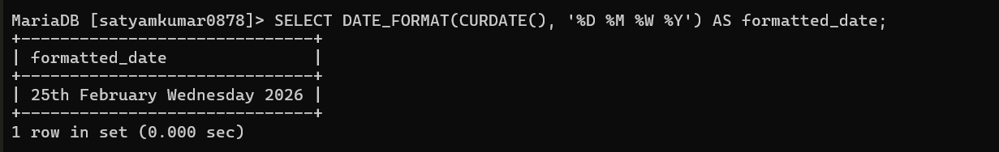 MariaDB [satyamkumar0878]> SELECT DATE_FORMAT(CURDATE(), '%D %M %W %Y') AS formatted_date;
+------------------------------+
| formatted_date               |
+------------------------------+
| 25th February Wednesday 2026 |
+------------------------------+
1 row in set (0.000 sec)